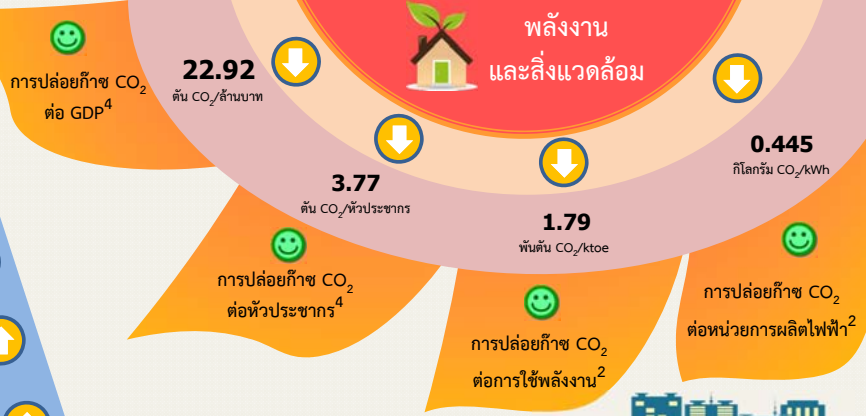 พลังงาน
และสิ่งแวดล้อม
การปล่อยก๊าซ CO₂
ต่อ GDP⁴
22.92
ตัน CO₂/ล้านบาท
3.77
ตัน CO₂/หัวประชากร
1.79
พันตัน CO₂/ktoe
0.445
กิโลกรัม CO₂/kWh
การปล่อยก๊าซ CO₂
ต่อหัวประชากร⁴
การปล่อยก๊าซ CO₂
ต่อการใช้พลังงาน²
การปล่อยก๊าซ CO₂
ต่อหน่วยการผลิตไฟฟ้า²